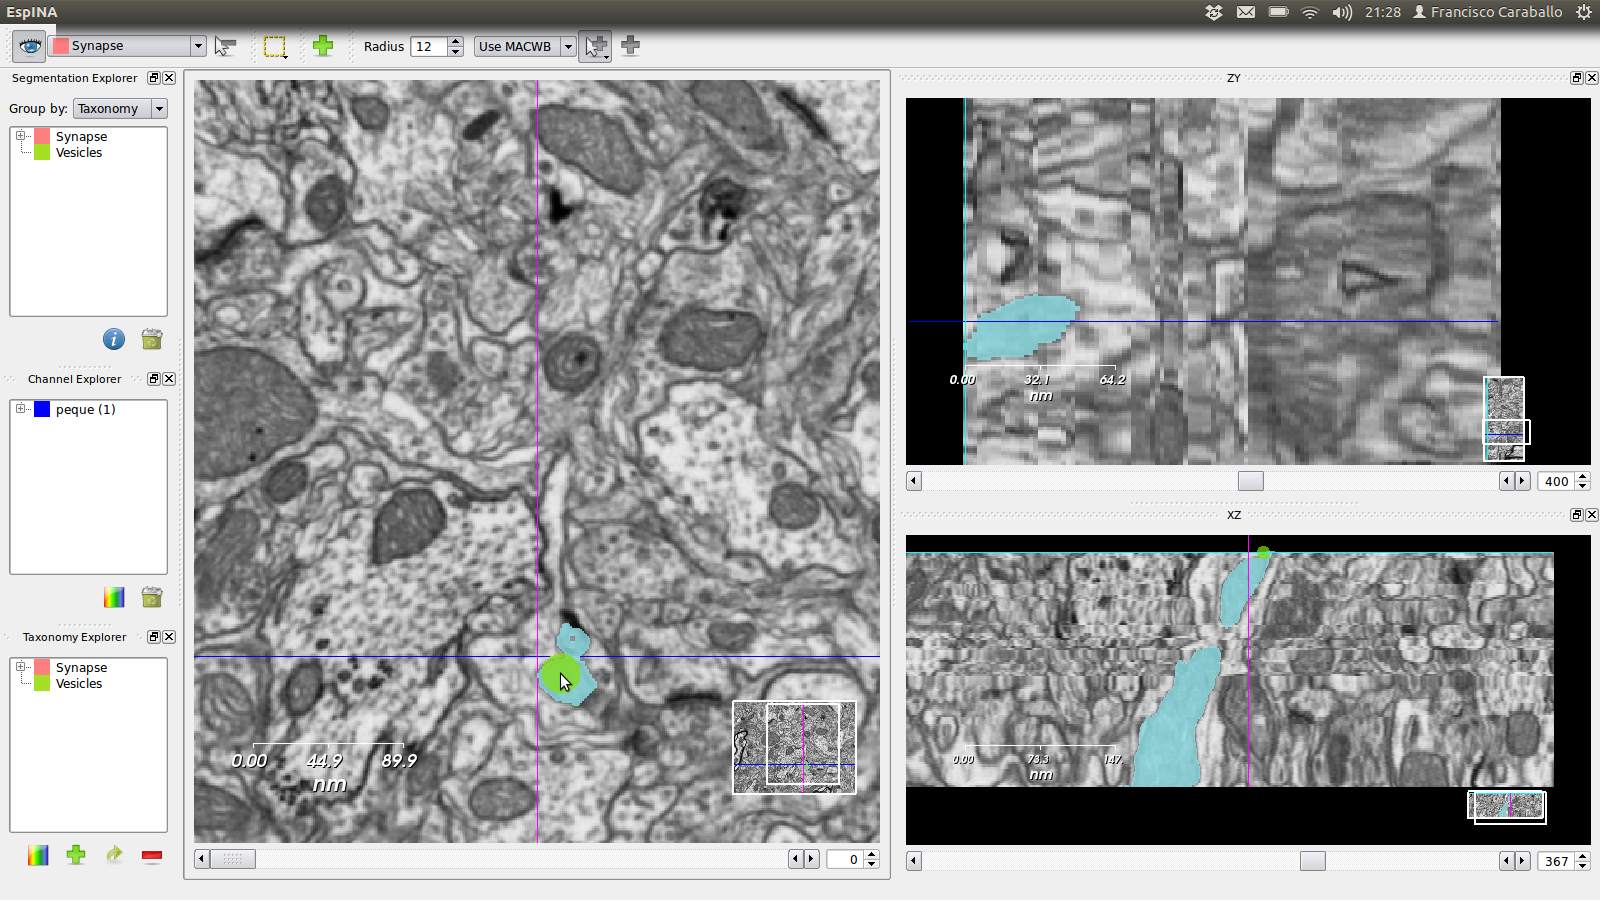 EspINA
21:28 Francisco Caraballo
Synapse
Radius 12
Use MACWB
Segmentation Explorer
Group by: Taxonomy
Synapse
Vesicles
Channel Explorer
peque (1)
Taxonomy Explorer
Synapse
Vesicles
0.00 44.9 89.9
nm
0
ZY
0.00 32.1 64.2
nm
400
XZ
0.00 73.3 147.
nm
367